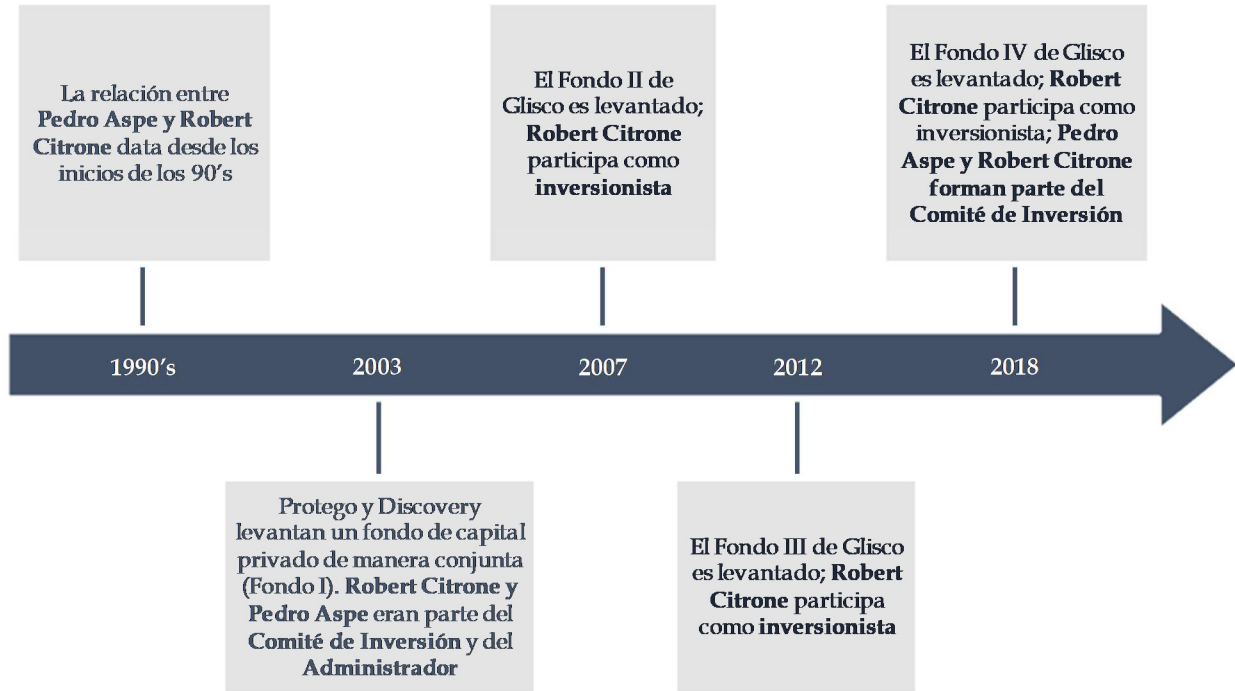 La relación entre
Pedro Aspe y Robert
Citrone data desde los
inicios de los 90's
El Fondo II de
Glisco es levantado;
Robert Citrone
participa como
inversionista
El Fondo IV de Glisco
es levantado; Robert
Citrone participa como
inversionista; Pedro
Aspe y Robert Citrone
forman parte del
Comité de Inversión
1990's
2003
2007
2012
2018
Protego y Discovery
levantan un fondo de capital
privado de manera conjunta
(Fondo I). Robert Citrone y
Pedro Aspe eran parte del
Comité de Inversión y del
Administrador
El Fondo III de Glisco
es levantado; Robert
Citrone participa
como inversionista